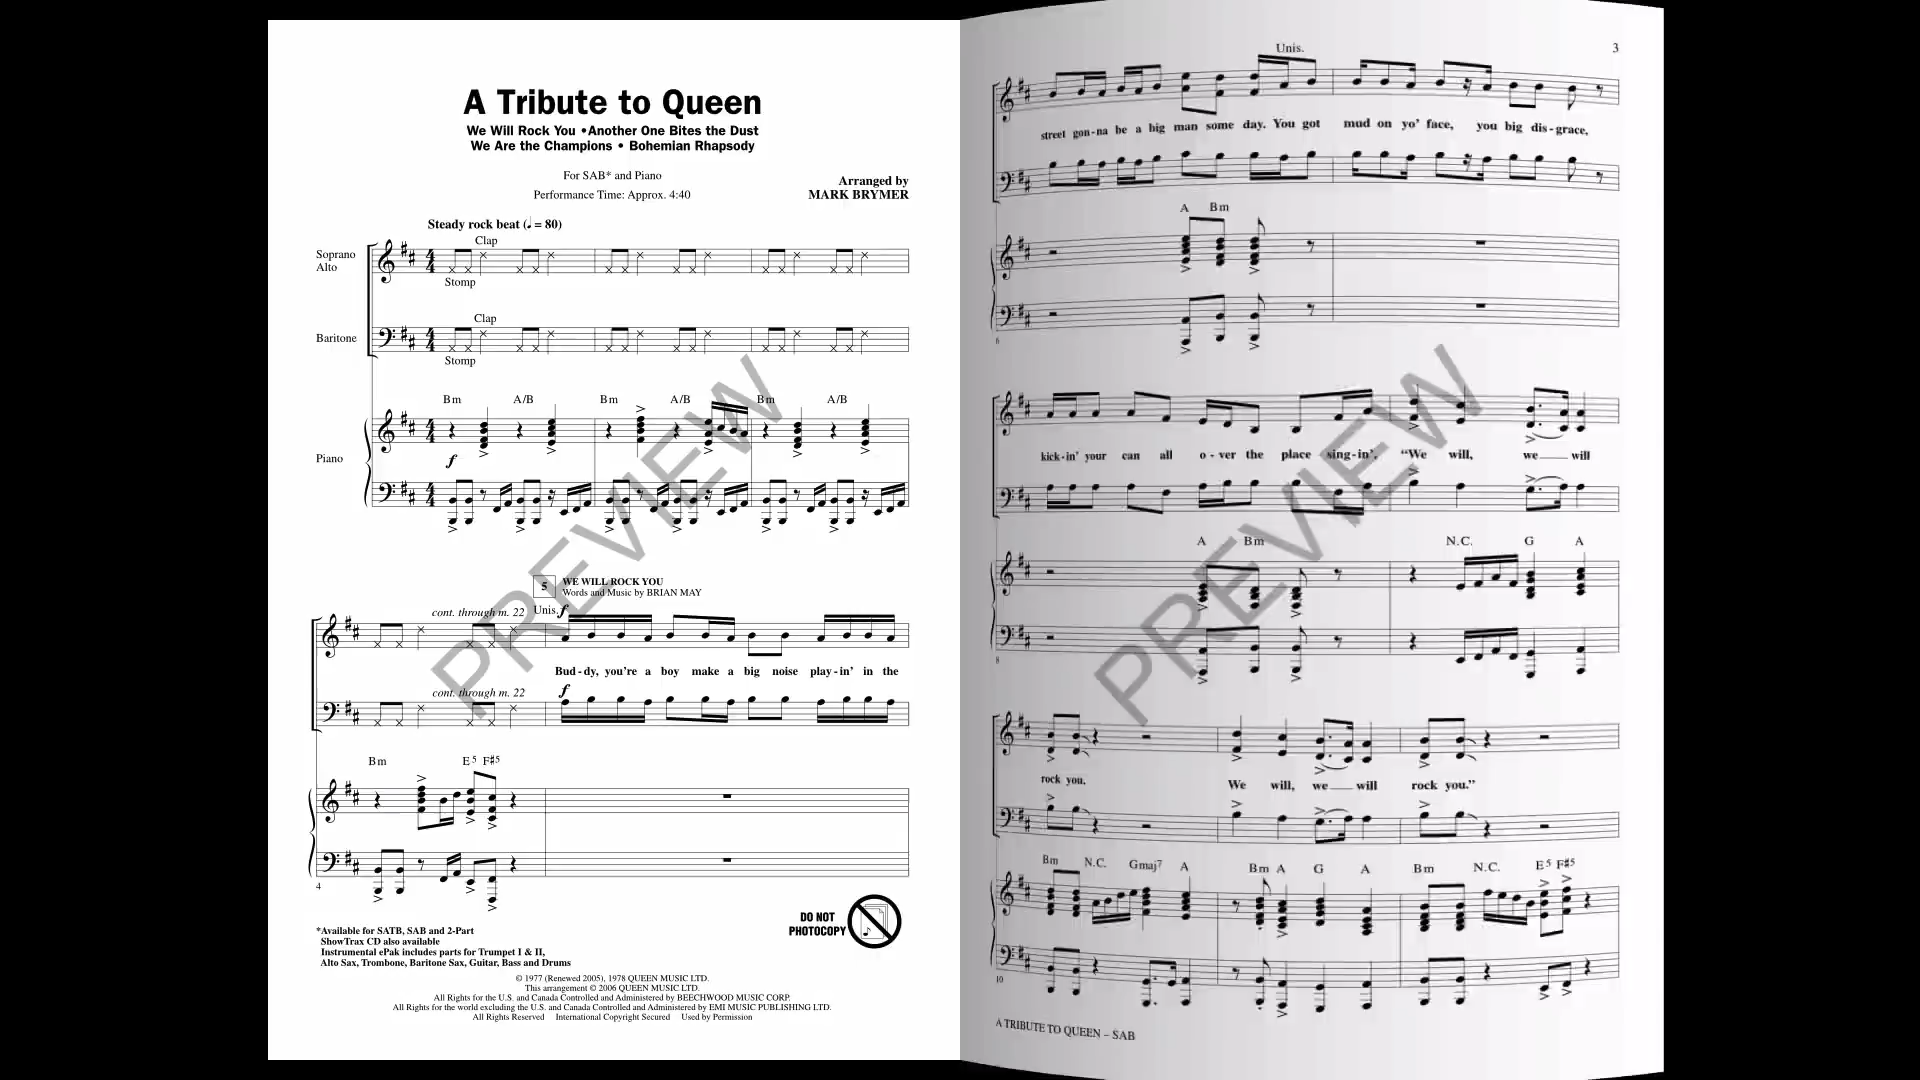 A Tribute to Queen
We Will Rock You •Another One Bites the Dust
We Are the Champions • Bohemian Rhapsody
For SAB* and Piano
Performance Time: Approx. 4:40
Arranged by
MARK BRYMER
Steady rock beat (♩ = 80)
Clap
Soprano
Alto
Stomp
Clap
Baritone
Stomp
Bm A/B Bm A/B Bm A/B
Piano
f
5 WE WILL ROCK YOU
Words and Music by BRIAN MAY
cont. through m. 22 Unis. f
Bud - dy, you're a boy make a big noise play - in' in the
cont. through m. 22 f
Bm E5 F#5
4
DO NOT
PHOTOCOPY
*Available for SATB, SAB and 2-Part
ShowTrax CD also available
Instrumental ePak includes parts for Trumpet I & II,
Alto Sax, Trombone, Baritone Sax, Guitar, Bass and Drums
© 1977 (Renewed 2005), 1978 QUEEN MUSIC LTD.
This arrangement © 2006 QUEEN MUSIC LTD.
All Rights for the U.S. and Canada Controlled and Administered by BEECHWOOD MUSIC CORP.
All Rights for the world excluding the U.S. and Canada Controlled and Administered by EMI MUSIC PUBLISHING LTD.
All Rights Reserved International Copyright Secured Used by Permission
PREVIEW
Unis. 3
street gon - na be a big man some day. You got mud on yo' face, you big dis - grace,
A Bm
6
kick - in' your can all o - ver the place sing - in', "We will, we will
A Bm N.C. G A
8
rock you. We will, we will rock you."
Bm N.C. Gmaj7 A Bm A G A Bm N.C. E5 F#5
10
A TRIBUTE TO QUEEN – SAB
PREVIEW